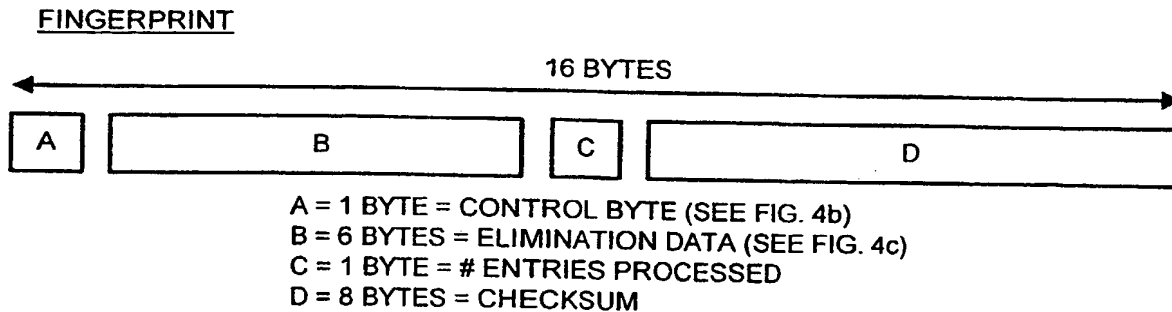 FINGERPRINT
16 BYTES
A B C D
A = 1 BYTE = CONTROL BYTE (SEE FIG. 4b)
B = 6 BYTES = ELIMINATION DATA (SEE FIG. 4c)
C = 1 BYTE = # ENTRIES PROCESSED
D = 8 BYTES = CHECKSUM